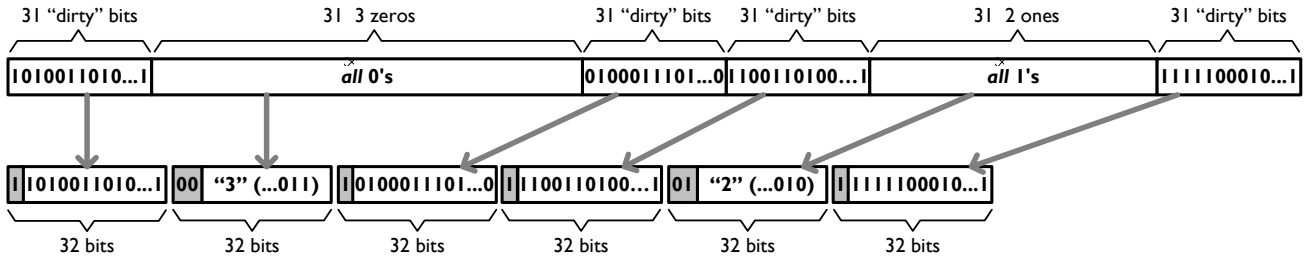 31 “dirty” bits 31 3 zeros 31 “dirty” bits 31 “dirty” bits 31 2 ones 31 “dirty” bits
1010011010...1 all 0's 0100011101...0 1100110100...1 all 1's 1111100010...1
1 1010011010...1 00 “3” (...011) 1 0100011101...0 1 1100110100...1 01 “2” (...010) 1 1111100010...1
32 bits 32 bits 32 bits 32 bits 32 bits 32 bits